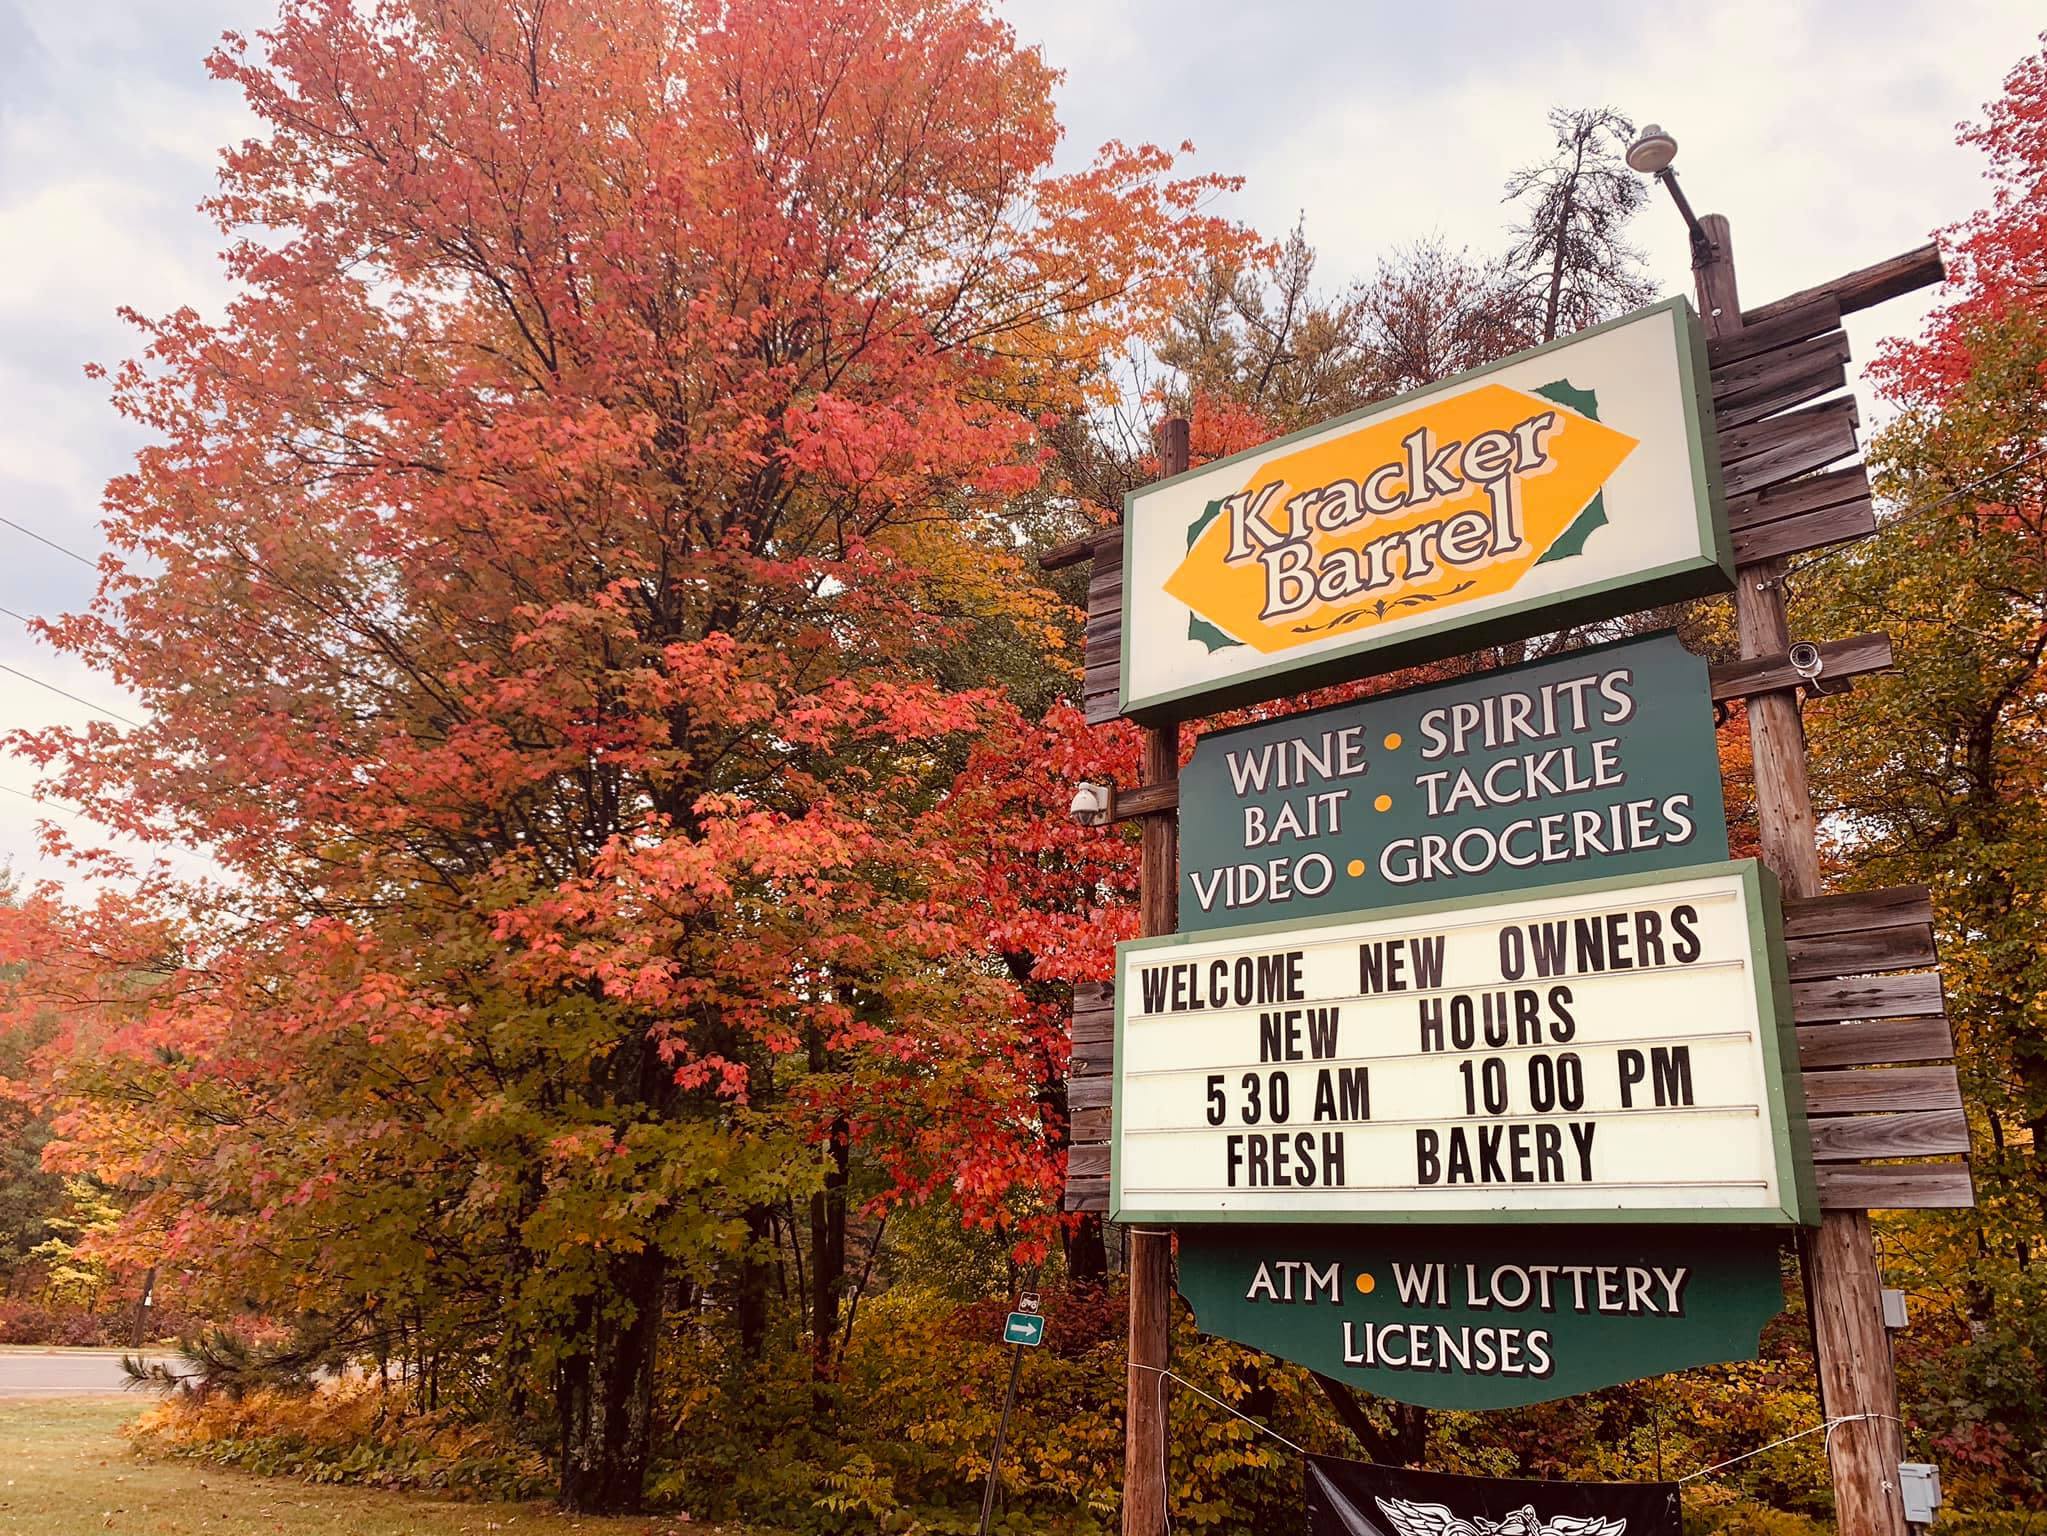 Kracker
Barrel
WINE • SPIRITS
BAIT • TACKLE
VIDEO • GROCERIES
WELCOME NEW OWNERS
NEW HOURS
5 30 AM 10 00 PM
FRESH BAKERY
ATM • WI LOTTERY
LICENSES